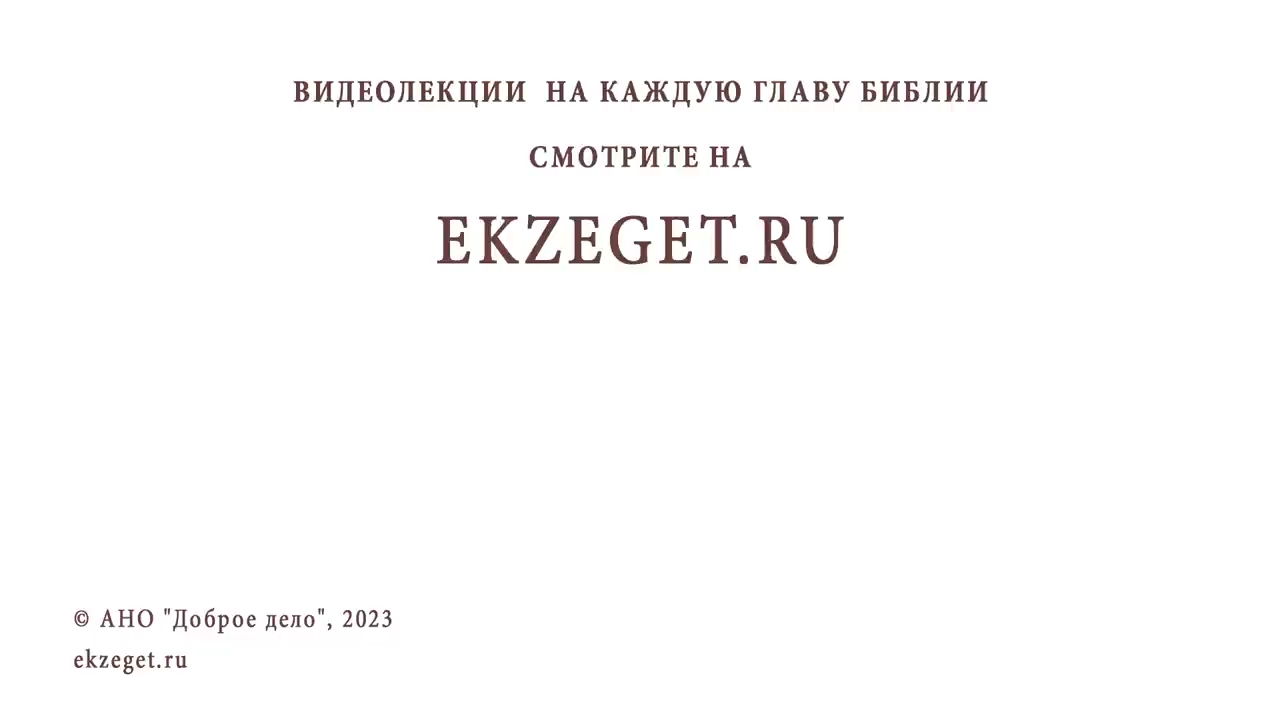 ВИДЕОЛЕКЦИИ НА КАЖДУЮ ГЛАВУ БИБЛИИ
СМОТРИТЕ НА
EKZEGET.RU
© АНО "Доброе дело", 2023
ekzeget.ru